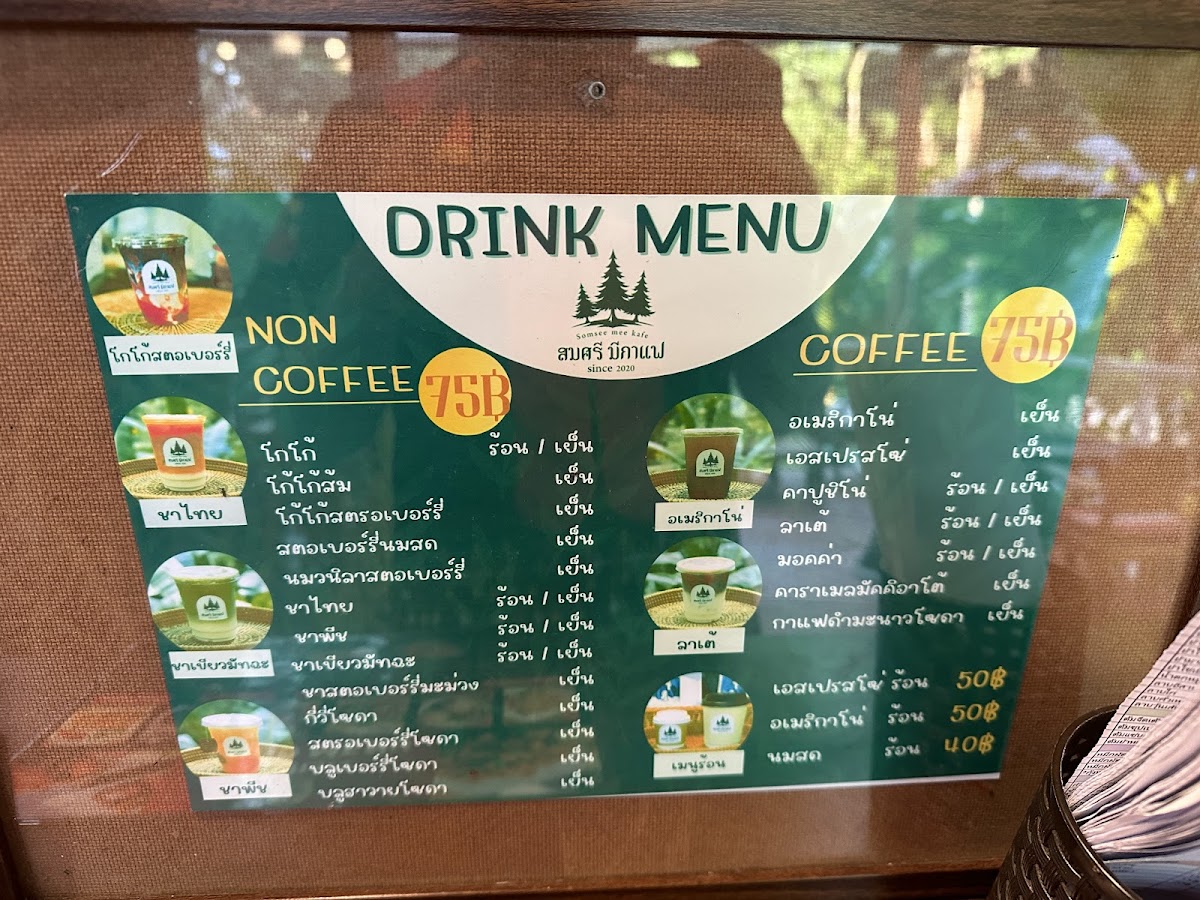 DRINK MENU
Somsee mee kafe
สมศรี มีกาแฟ
since 2020
โกโก้สตอเบอร์รี่
ชาไทย
ชาเขียวมัทฉะ
ชาพีช
NON
COFFEE 75฿
โกโก้ ร้อน / เย็น
โก้โก้ส้ม เย็น
โก้โก้สตรอเบอร์รี่ เย็น
สตอเบอร์รี่นมสด เย็น
นมวนิลาสตอเบอร์รี่ เย็น
ชาไทย ร้อน / เย็น
ชาพีช ร้อน / เย็น
ชาเขียวมัทฉะ ร้อน / เย็น
ชาสตอเบอร์รี่มะม่วง เย็น
กีวี่โซดา เย็น
สตรอเบอร์รี่โซดา เย็น
บลูเบอร์รี่โซดา เย็น
บลูฮาวายโซดา เย็น
COFFEE 75฿
อเมริกาโน่ เย็น
เอสเปรสโซ่ เย็น
คาปูชิโน่ ร้อน / เย็น
ลาเต้ ร้อน / เย็น
มอคค่า ร้อน / เย็น
คาราเมลมัคคิอาโต้ เย็น
กาแฟดำมะนาวโซดา เย็น
เอสเปรสโซ่ ร้อน 50฿
อเมริกาโน่ ร้อน 50฿
นมสด ร้อน 40฿
อเมริกาโน่
ลาเต้
เมนูร้อน